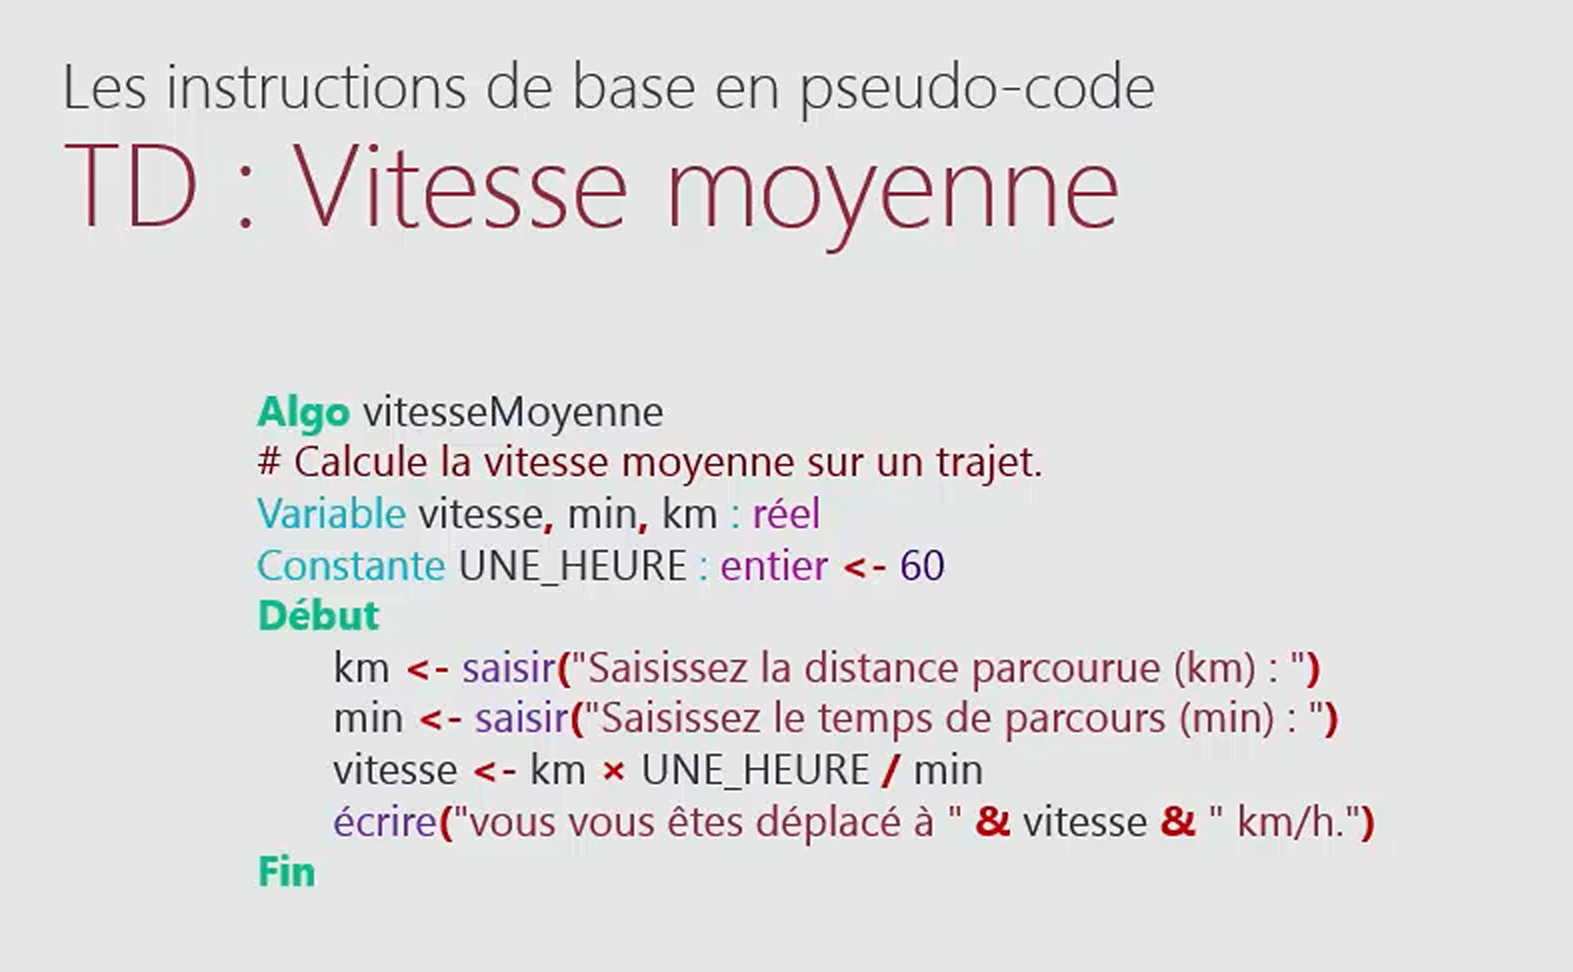 Les instructions de base en pseudo-code
TD : Vitesse moyenne
Algo vitesseMoyenne
# Calcule la vitesse moyenne sur un trajet.
Variable vitesse, min, km : réel
Constante UNE_HEURE : entier <- 60
Début
km <- saisir("Saisissez la distance parcourue (km) : ")
min <- saisir("Saisissez le temps de parcours (min) : ")
vitesse <- km × UNE_HEURE / min
écrire("vous vous êtes déplacé à " & vitesse & " km/h.")
Fin